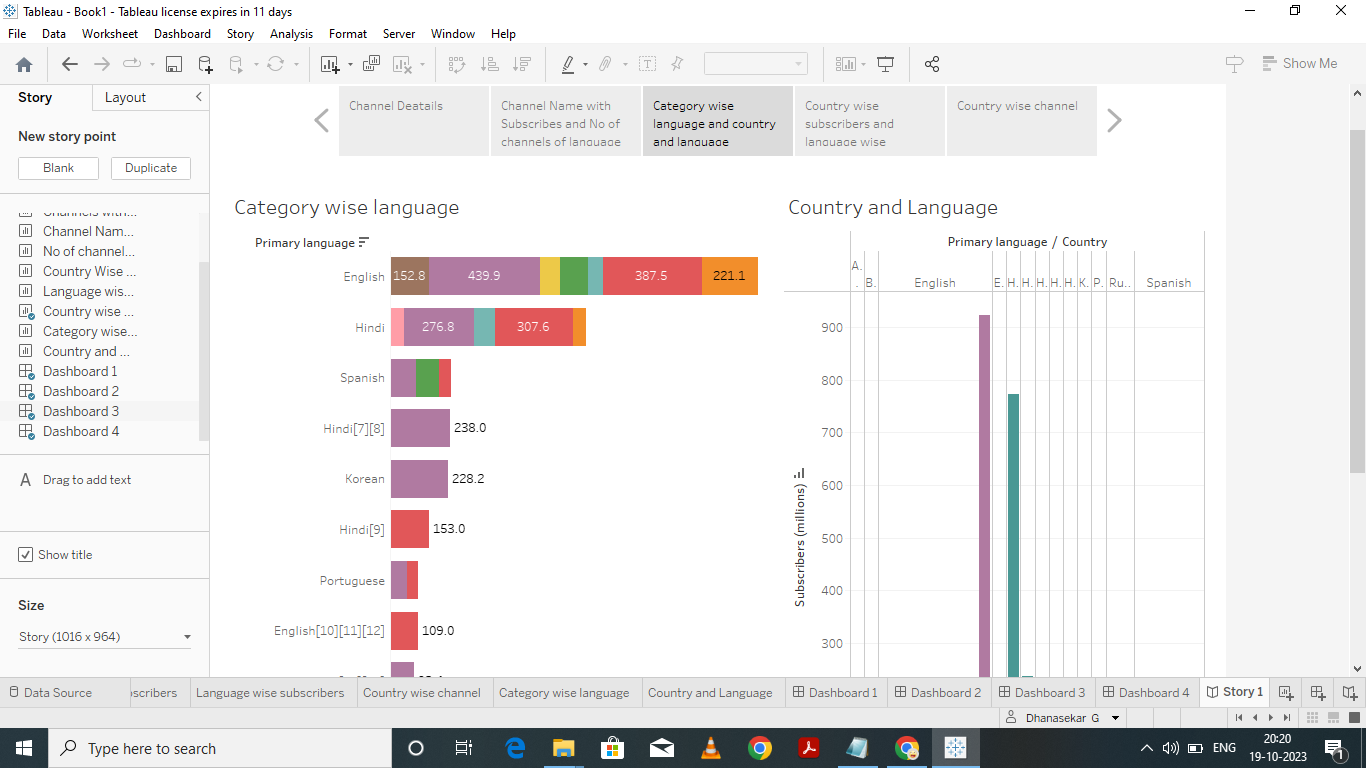 Tableau - Book1 - Tableau license expires in 11 days
File Data Worksheet Dashboard Story Analysis Format Server Window Help
Show Me
Story Layout
New story point
Blank Duplicate
Channel Nam...
No of channel...
Country Wise ...
Language wis...
Country wise ...
Category wise...
Country and ...
Dashboard 1
Dashboard 2
Dashboard 3
Dashboard 4
A Drag to add text
Show title
Size
Story (1016 x 964)
Channel Deatails
Channel Name with
Subscribes and No of
channels of language
Category wise
language and country
and language
Country wise
subscribers and
language wise
Country wise channel
Category wise language
Primary language
English 152.8 439.9 387.5 221.1
Hindi 276.8 307.6
Spanish
Hindi[7][8] 238.0
Korean 228.2
Hindi[9] 153.0
Portuguese
English[10][11][12] 109.0
Country and Language
Primary language / Country
A..
B. English E. H. H. H. H. H. K. P. Ru.. Spanish
Subscribers (millions)
900
800
700
600
500
400
300
Data Source scribers Language wise subscribers Country wise channel Category wise language Country and Language Dashboard 1 Dashboard 2 Dashboard 3 Dashboard 4 Story 1
Dhanasekar G
Type here to search
ENG
20:20
19-10-2023
1